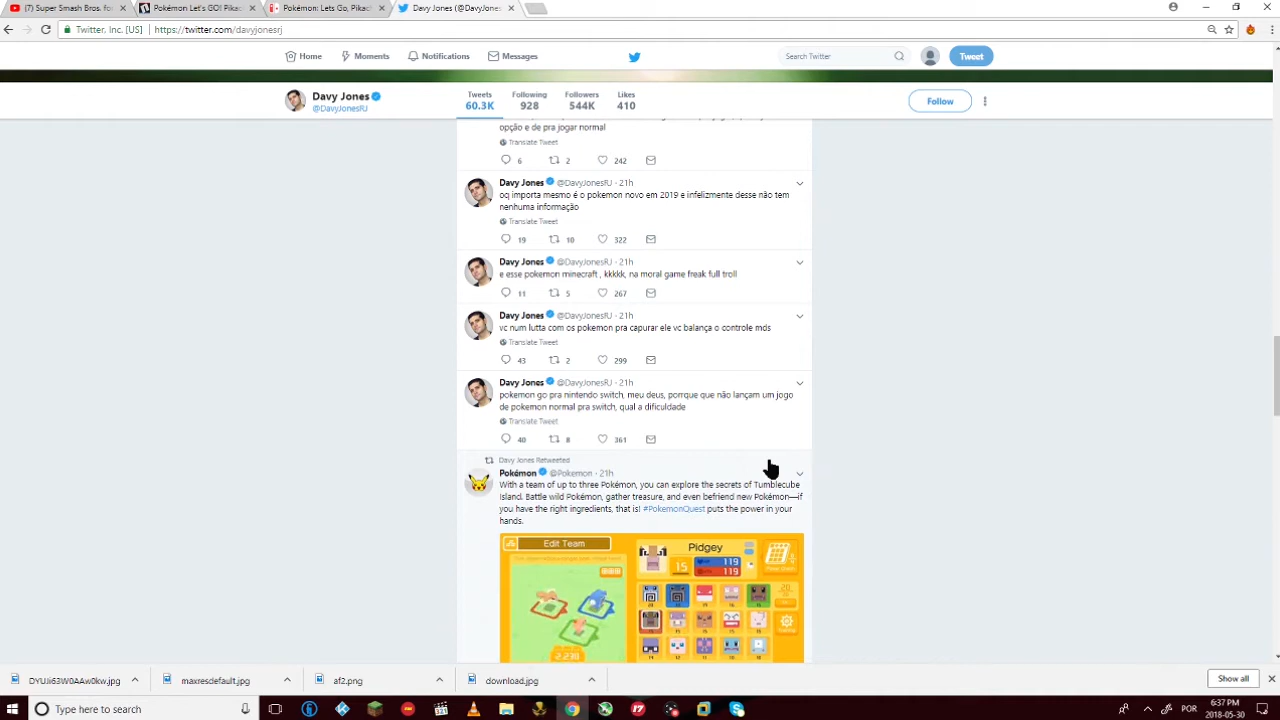 (7) Super Smash Bros. fo
Pokémon Let's GO! Pikac
Pokémon: Lets Go, Pikac
Davy Jones (@DavyJonesR
Twitter, Inc. [US]
https://twitter.com/davyjonesrj
Home
Moments
Notifications
Messages
Search Twitter
Tweet
Davy Jones
@DavyJonesRJ
Tweets
60.3K
Following
928
Followers
544K
Likes
410
Follow
opção e de pra jogar normal
Translate Tweet
6 2 242
Davy Jones @DavyJonesRJ · 21h
oq importa mesmo é o pokemon novo em 2019 e infelizmente desse não tem
nenhuma informação
Translate Tweet
19 10 322
Davy Jones @DavyJonesRJ · 21h
e esse pokemon minecraft , kkkkk, na moral game freak full troll
11 5 267
Davy Jones @DavyJonesRJ · 21h
vc num lutta com os pokemon pra capurar ele vc balança o controle mds
Translate Tweet
43 2 299
Davy Jones @DavyJonesRJ · 21h
pokemon go pra nintendo switch, meu deus, porrque que não lançam um jogo
de pokemon normal pra switch, qual a dificuldade
Translate Tweet
40 8 361
Davy Jones Retweeted
Pokémon @Pokemon · 21h
With a team of up to three Pokémon, you can explore the secrets of Tumblecube
Island. Battle wild Pokémon, gather treasure, and even befriend new Pokémon—if
you have the right ingredients, that is! #PokemonQuest puts the power in your
hands.
Edit Team
Pidgey
15
119
119
2,230
DYUli63W0AAw0kw.jpg
maxresdefault.jpg
af2.png
download.jpg
Show all
Type here to search
POR
6:37 PM
2018-05-30